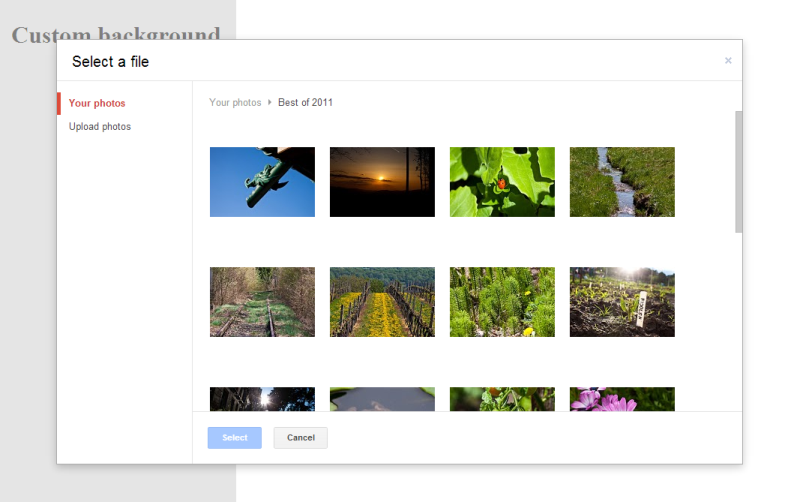 Custom background
Select a file
×
Your photos
Upload photos
Your photos
Best of 2011
Select
Cancel